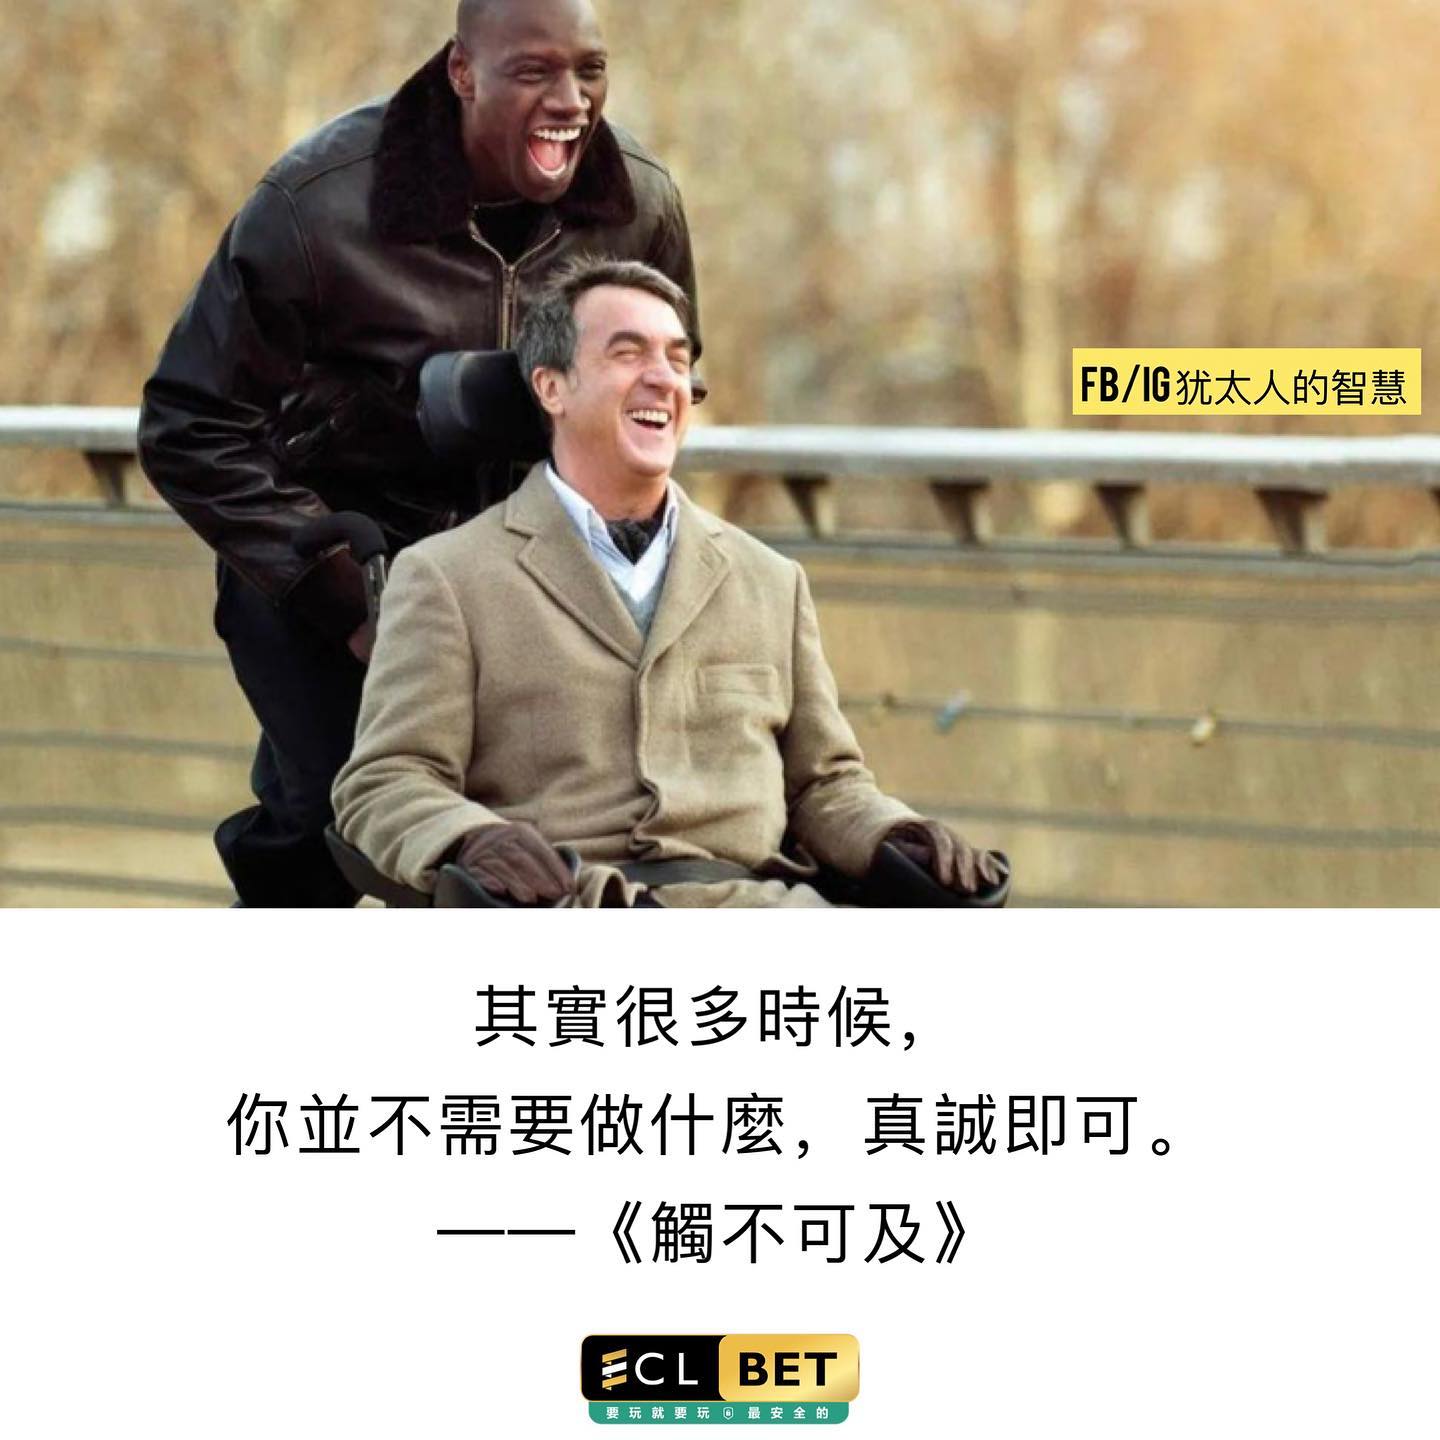 FB/IG犹太人的智慧
其實很多時候，
你並不需要做什麼，真誠即可。
——《觸不可及》
ECL BET
要玩就要玩 最安全的